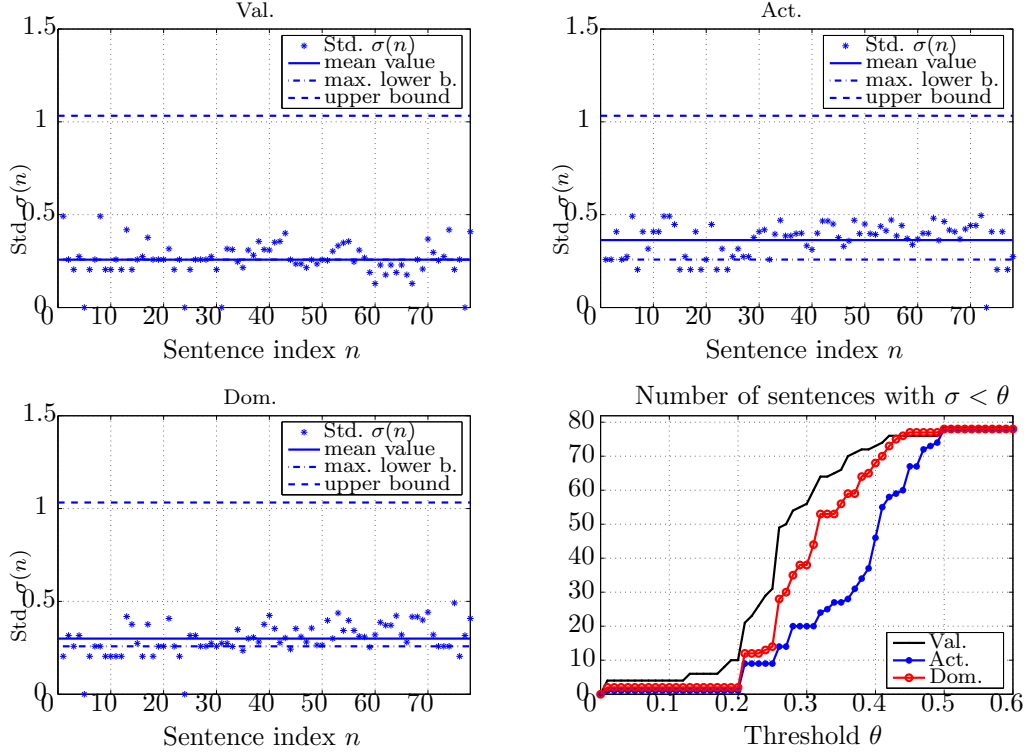 Val.
1.5
1
0.5
0
Std. σ(n)
Std. σ(n)
mean value
max. lower b.
upper bound
0 10 20 30 40 50 60 70
Sentence index n
Act.
1.5
1
0.5
0
Std. σ(n)
Std. σ(n)
mean value
max. lower b.
upper bound
0 10 20 30 40 50 60 70
Sentence index n
Dom.
1.5
1
0.5
0
Std. σ(n)
Std. σ(n)
mean value
max. lower b.
upper bound
0 10 20 30 40 50 60 70
Sentence index n
Number of sentences with σ < θ
80
70
60
50
40
30
20
10
0
Val.
Act.
Dom.
0 0.1 0.2 0.3 0.4 0.5 0.6
Threshold θ